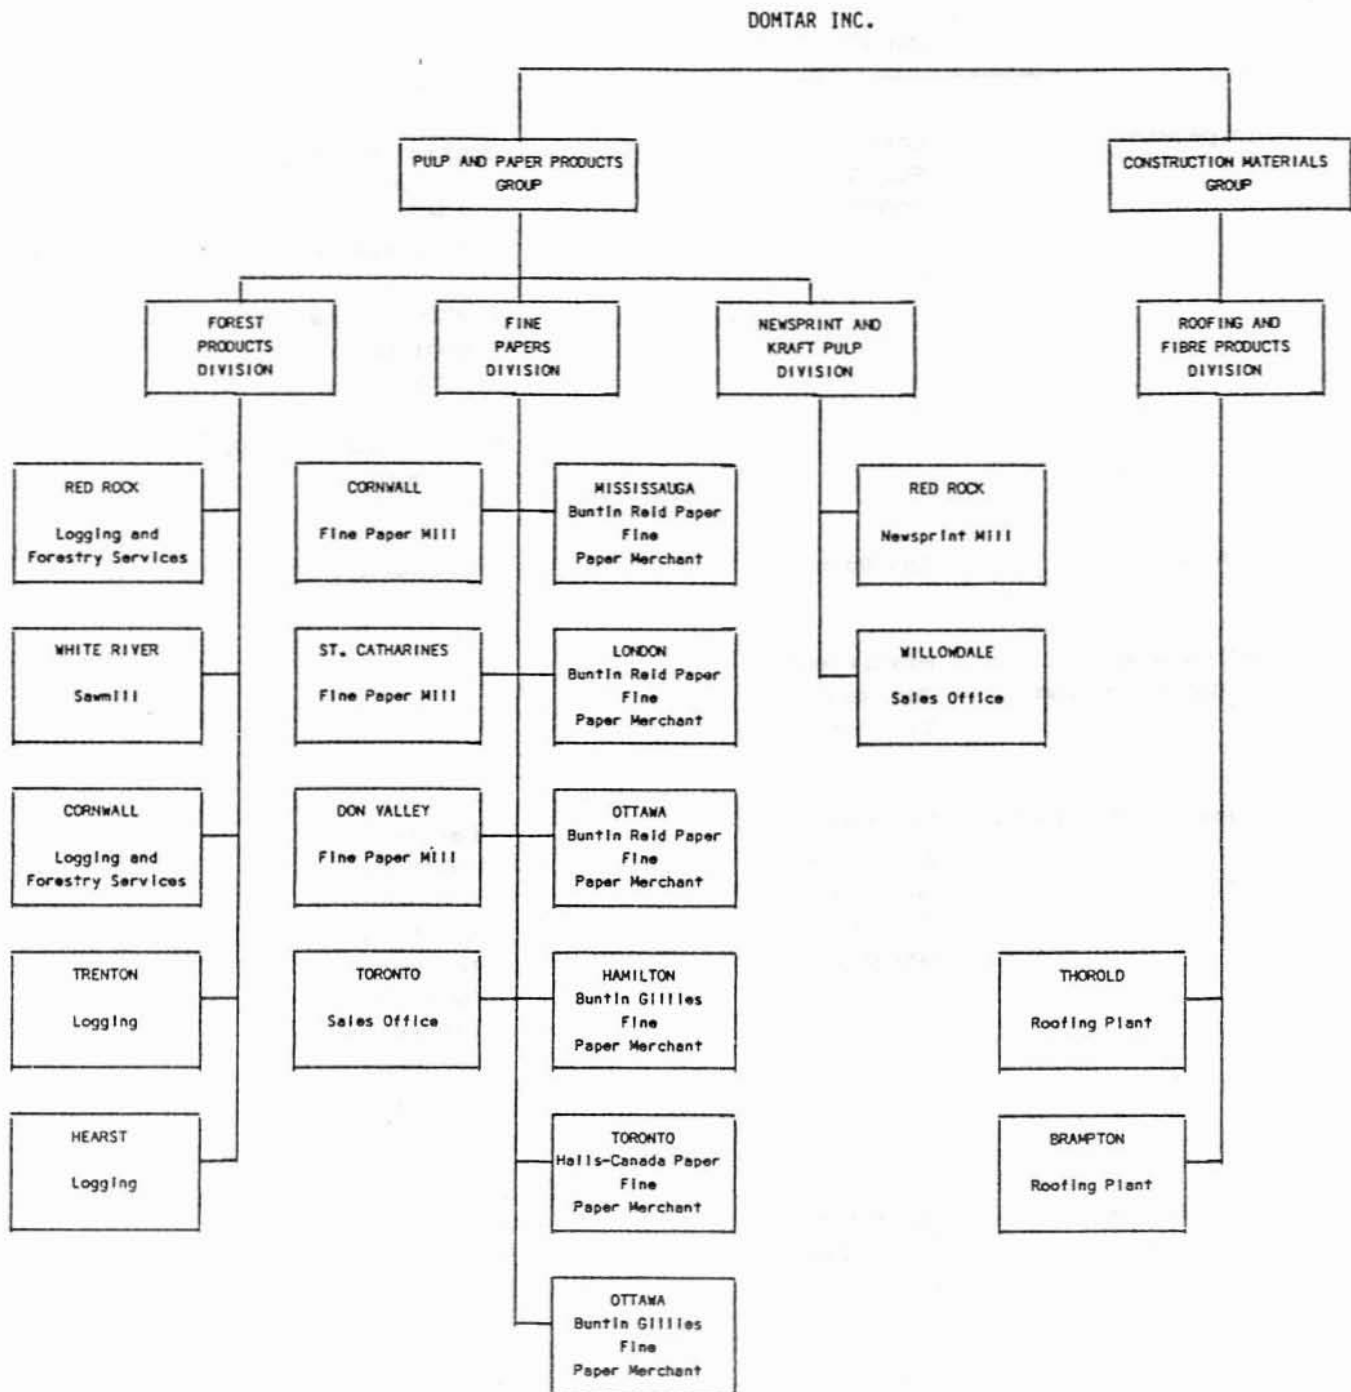 DOMTAR INC.
PULP AND PAPER PRODUCTS
GROUP
CONSTRUCTION MATERIALS
GROUP
FOREST
PRODUCTS
DIVISION
FINE
PAPERS
DIVISION
NEWSPRINT AND
KRAFT PULP
DIVISION
ROOFING AND
FIBRE PRODUCTS
DIVISION
RED ROCK
Logging and
Forestry Services
WHITE RIVER
Sawmill
CORNWALL
Logging and
Forestry Services
TRENTON
Logging
HEARST
Logging
CORNWALL
Fine Paper Mill
ST. CATHARINES
Fine Paper Mill
DON VALLEY
Fine Paper Mill
TORONTO
Sales Office
MISSISSAUGA
Buntin Reid Paper
Fine
Paper Merchant
LONDON
Buntin Reid Paper
Fine
Paper Merchant
OTTAWA
Buntin Reid Paper
Fine
Paper Merchant
HAMILTON
Buntin Gillies
Fine
Paper Merchant
TORONTO
Halls-Canada Paper
Fine
Paper Merchant
OTTAWA
Buntin Gillies
Fine
Paper Merchant
RED ROCK
Newsprint Mill
WILLOWDALE
Sales Office
THOROLD
Roofing Plant
BRAMPTON
Roofing Plant